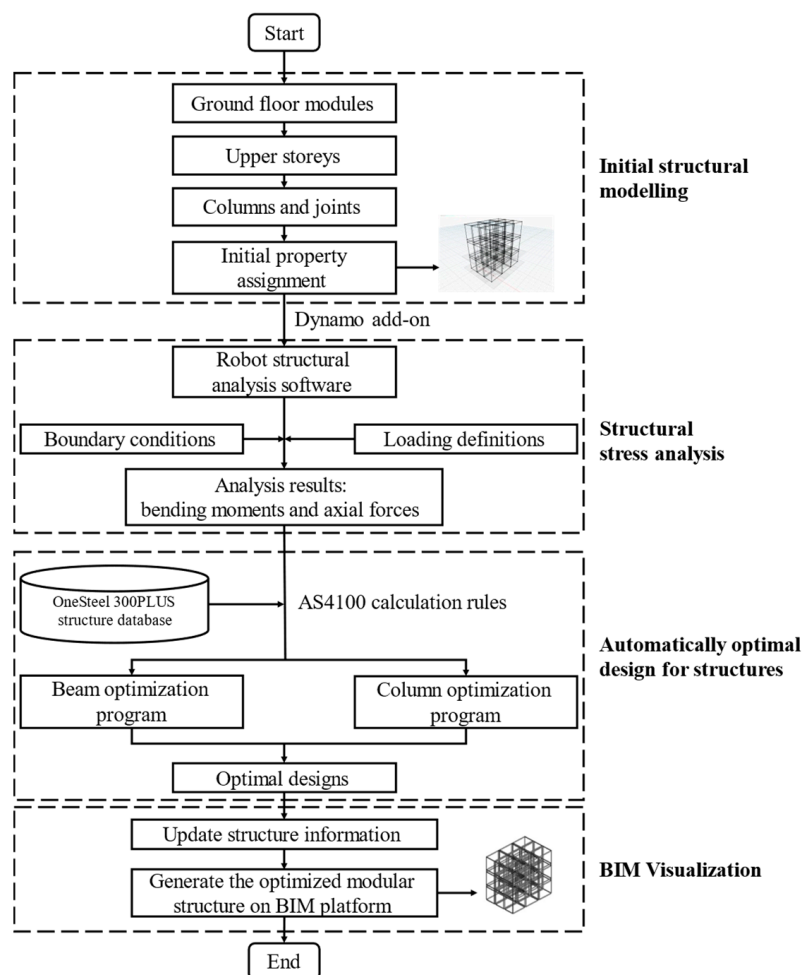 Start
Ground floor modules
Upper storeys
Columns and joints
Initial property
assignment
Initial structural
modelling
Dynamo add-on
Robot structural
analysis software
Boundary conditions
Loading definitions
Analysis results:
bending moments and axial forces
Structural
stress analysis
OneSteel 300PLUS
structure database
AS4100 calculation rules
Beam optimization
program
Column optimization
program
Optimal designs
Automatically optimal
design for structures
Update structure information
Generate the optimized modular
structure on BIM platform
BIM Visualization
End